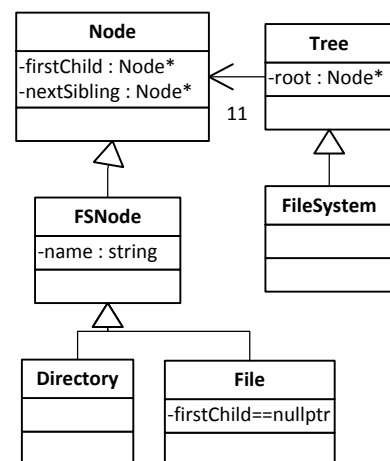 Node
-firstChild : Node*
-nextSibling : Node*
Tree
-root : Node*
11
FSNode
-name : string
FileSystem
Directory
File
-firstChild==nullptr